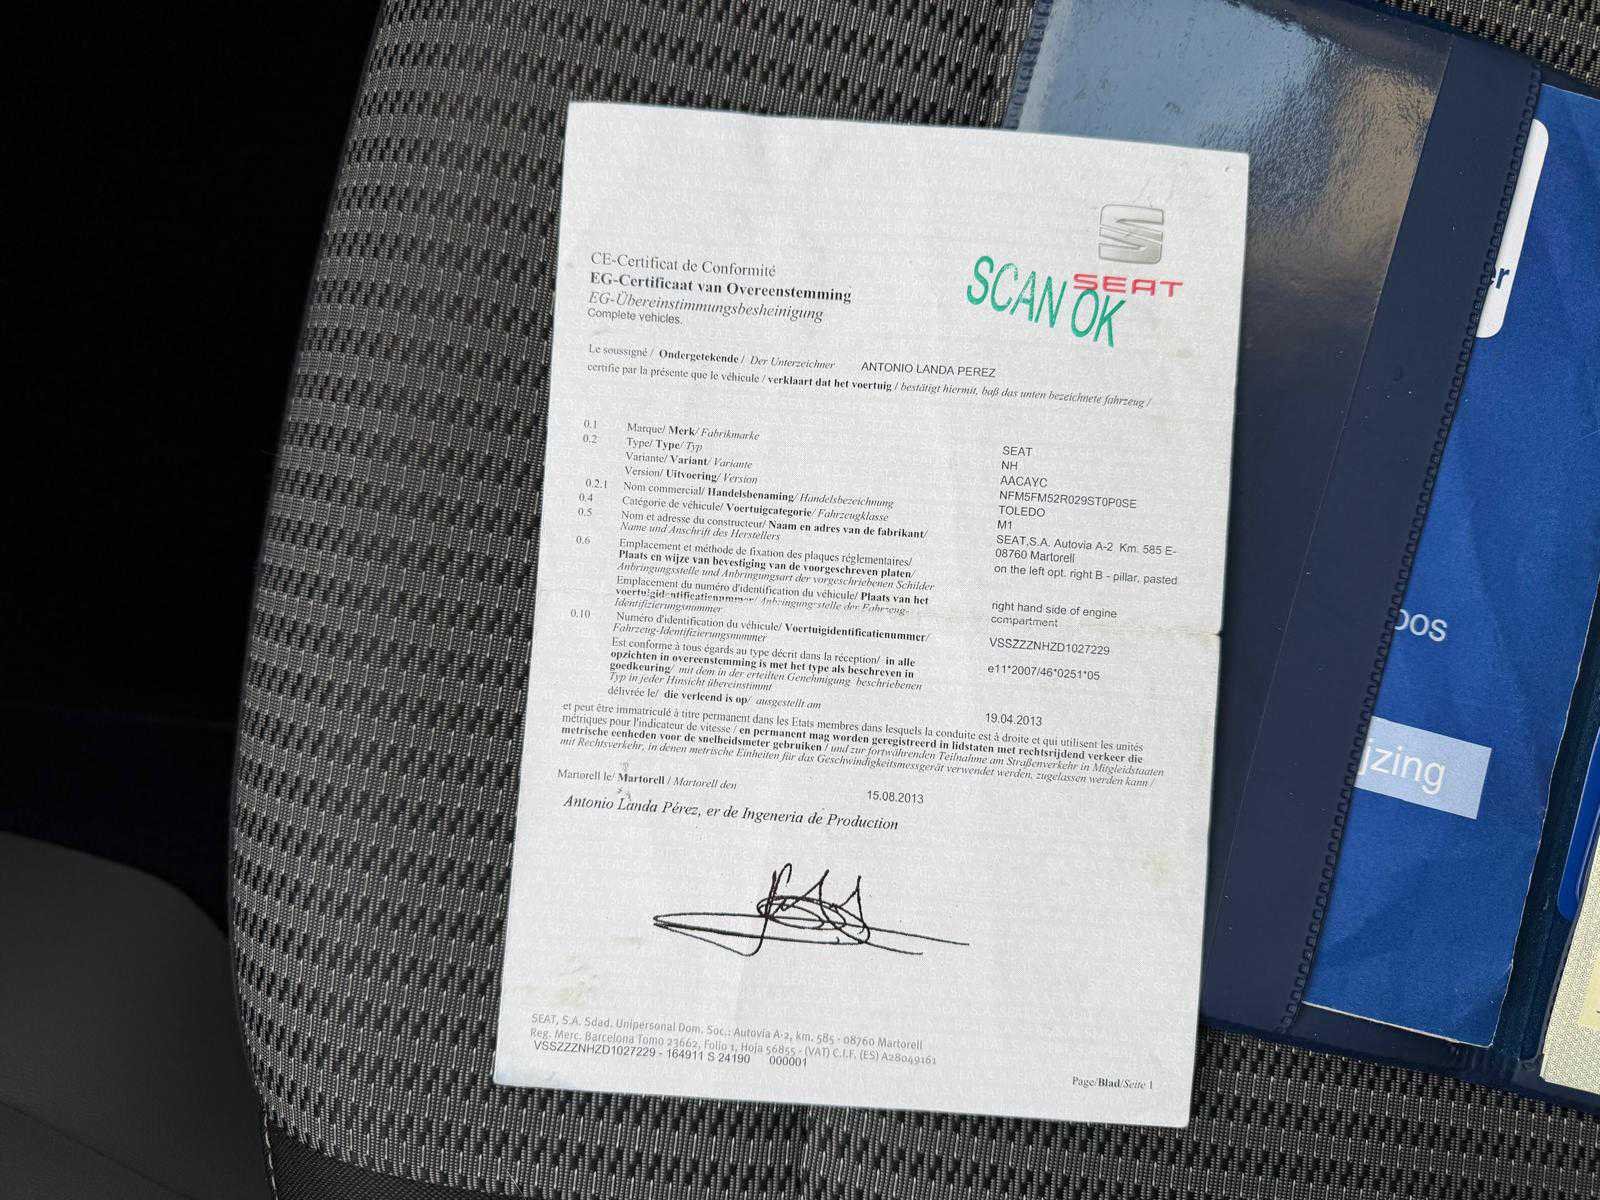 SEAT
SCAN OK
CE-Certificat de Conformité
EG-Certificaat van Overeenstemming
EG-Übereinstimmungsbesheinigung
Complete vehicles.
Le soussigné / Ondergetekende / Der Unterzeichner ANTONIO LANDA PEREZ
certifie par la présente que le véhicule / verklaart dat het voertuig / bestätigt hiermit, baß das unten bezeichnete fahrzeug /
0.1 Marque/ Merk/ Fabrikmarke SEAT
0.2 Type/ Type/ Typ NH
Variante/ Variant/ Variante AACAYC
Version/ Uitvoering/ Version NFM5FM52R029ST0P0SE
0.2.1 Nom commercial/ Handelsbenaming/ Handelsbezeichnung TOLEDO
0.4 Catégorie de véhicule/ Voertuigcategorie/ Fahrzeugklasse M1
0.5 Nom et adresse du constructeur/ Naam en adres van de fabrikant/ SEAT,S.A. Autovia A-2 Km. 585 E-
Name und Anschrift des Herstellers 08760 Martorell
0.6 Emplacement et méthode de fixation des plaques réglementaires/ on the left opt. right B - pillar, pasted
Plaats en wijze van bevestiging van de voorgeschreven platen/
Anbringungsstelle und Anbringungsart der vorgeschriebenen Schilder
Emplacement du numéro d'identification du véhicule/ Plaats van het right hand side of engine
voertuigidentificatienummer/ Anbringungsstelle der Fahrzeug- compartment
Identifizierungsnummer
0.10 Numéro d'identification du véhicule/ Voertuigidentificatienummer/ VSSZZZNHZD1027229
Fahrzeug-Identifizierungsnummer
Est conforme à tous égards au type décrit dans la réception/ in alle e11*2007/46*0251*05
opzichten in overeenstemming is met het type als beschreven in
goedkeuring/ mit dem in der erteilten Genehmigung beschriebenen
Typ in jeder Hinsicht übereinstimmt
délivrée le/ die verleend is op/ ausgestellt am 19.04.2013
et peut être immatriculé à titre permanent dans les Etats membres dans lesquels la conduite est à droite et qui utilisent les unités
métriques pour l'indicateur de vitesse / en permanent mag worden geregistreerd in lidstaten met rechtsrijdend verkeer die
metrische eenheden voor de snelheidsmeter gebruiken / und zur fortwährenden Teilnahme am Straßenverkehr in Mitgliedstaaten
mit Rechtsverkehr, in denen metrische Einheiten für das Geschwindigkeitsmessgerät verwendet werden, zugelassen werden kann /
Martorell le/ Martorell / Martorell den 15.08.2013
Antonio Landa Pérez, er de Ingeneria de Production
SEAT, S.A. Sdad. Unipersonal Dom. Soc.: Autovia A-2, km. 585 - 08760 Martorell
Reg. Merc. Barcelona Tomo 23662, Folio 1, Hoja 56855 - (VAT) C.I.F. (ES) A28049161
VSSZZZNHZD1027229 - 164911 S 24190 000001
Page/Blad/Seite 1
er
oos
jzing